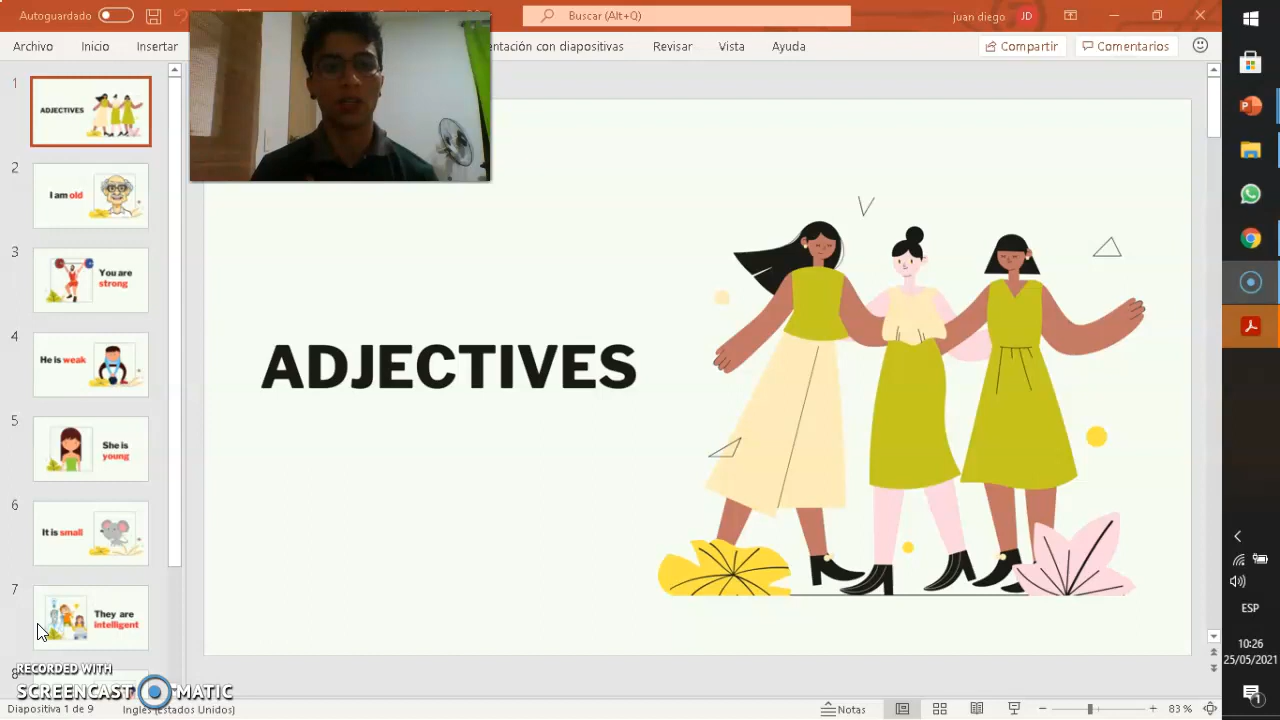 Autoguardado
Buscar (Alt+Q)
juan diego
JD
Archivo
Inicio
Insertar
entación con diapositivas
Revisar
Vista
Ayuda
Compartir
Comentarios
1
ADJECTIVES
2
I am old
3
You are
strong
4
He is weak
5
She is
young
6
It is small
7
They are
intelligent
8
ADJECTIVES
RECORDED WITH
SCREENCAST MATIC
Diapositiva 1 de 9
Inglés (Estados Unidos)
Notas
83 %
ESP
10:26
25/05/2021
1